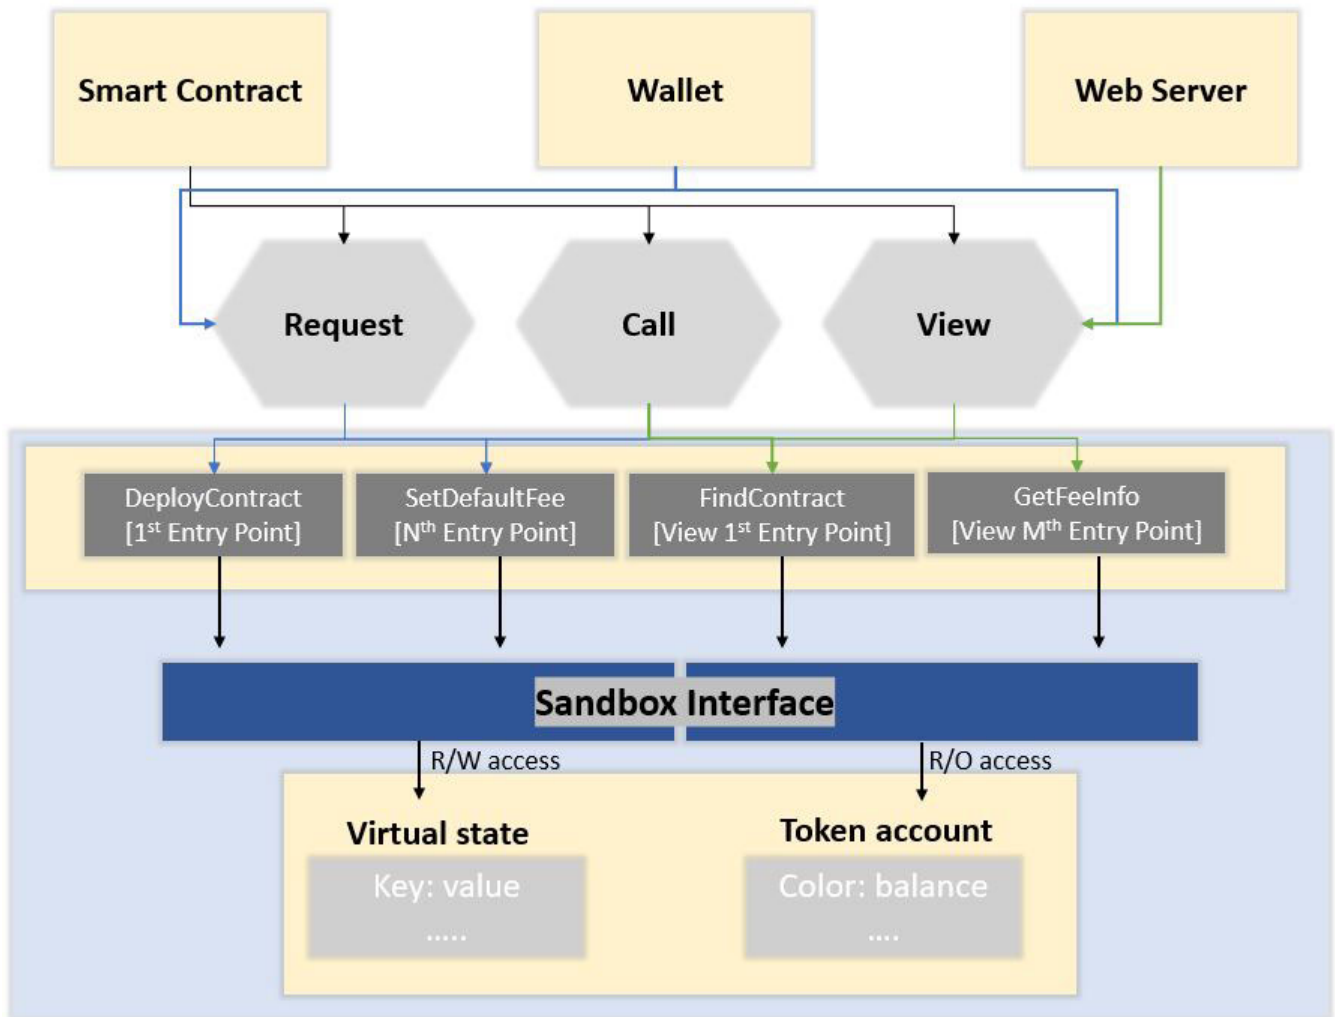 Smart Contract
Wallet
Web Server
Request
Call
View
DeployContract
[1st Entry Point]
SetDefaultFee
[Nth Entry Point]
FindContract
[View 1st Entry Point]
GetFeeInfo
[View Mth Entry Point]
Sandbox Interface
R/W access
R/O access
Virtual state
Token account
Key: value
.....
Color: balance
....